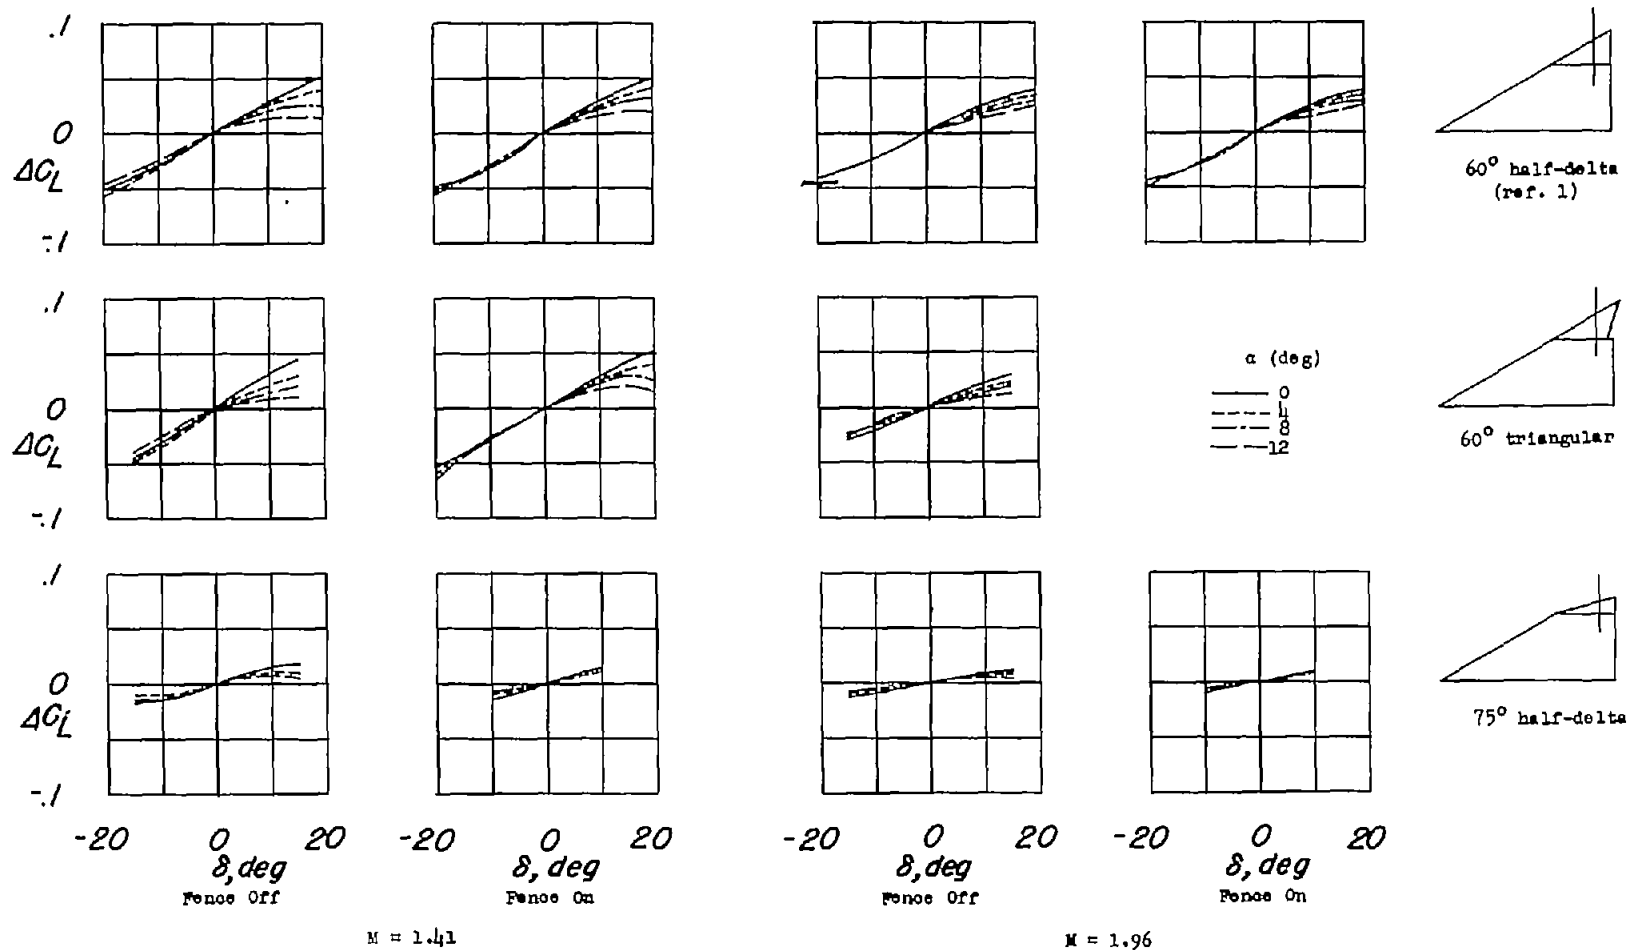 .1
0
ΔC_L
-.1
60° half-delta
(ref. 1)
.1
0
ΔC_L
-.1
α (deg)
0
4
8
12
60° triangular
.1
0
ΔC_L
-.1
75° half-delta
-20 0 20 -20 0 20 -20 0 20 -20 0 20
δ, deg δ, deg δ, deg δ, deg
Fence Off Fence On Fence Off Fence On
M = 1.41 M = 1.96